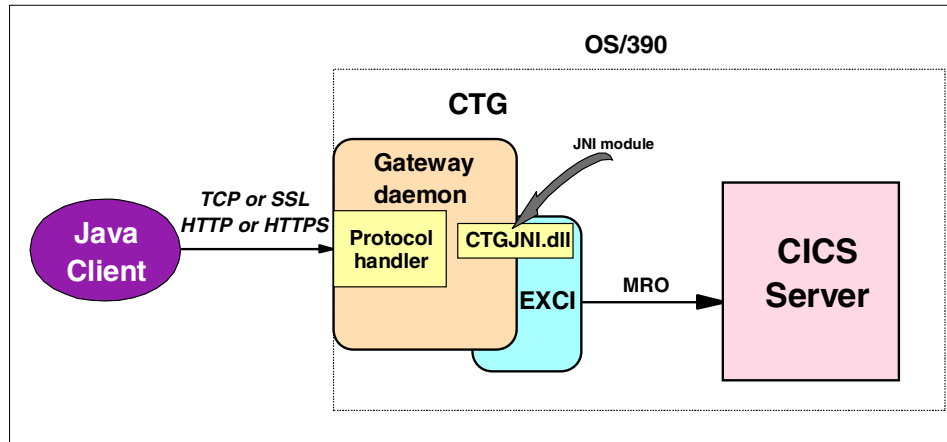 OS/390
CTG
JNI module
Gateway
daemon
TCP or SSL
HTTP or HTTPS
Java
Client
Protocol
handler
CTGJNI.dll
EXCI
MRO
CICS
Server